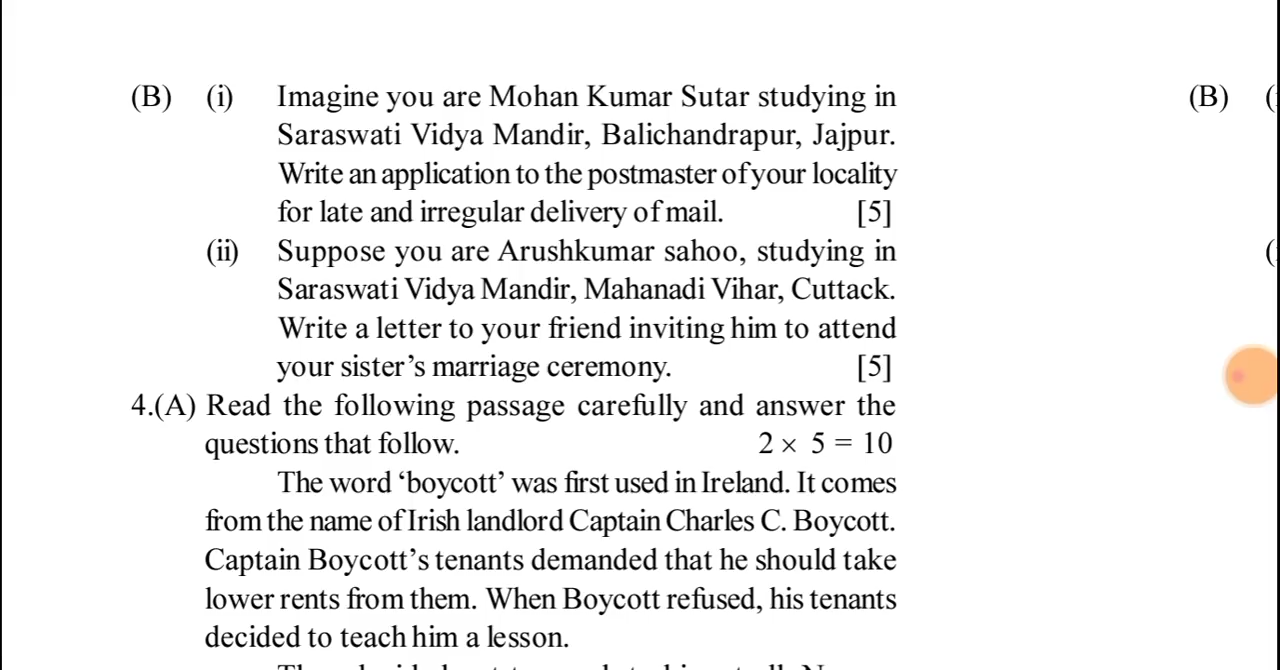 (B) (i) Imagine you are Mohan Kumar Sutar studying in
Saraswati Vidya Mandir, Balichandrapur, Jajpur.
Write an application to the postmaster of your locality
for late and irregular delivery of mail. [5]
(ii) Suppose you are Arushkumar sahoo, studying in
Saraswati Vidya Mandir, Mahanadi Vihar, Cuttack.
Write a letter to your friend inviting him to attend
your sister’s marriage ceremony. [5]
4.(A) Read the following passage carefully and answer the
questions that follow. 2 × 5 = 10
The word ‘boycott’ was first used in Ireland. It comes
from the name of Irish landlord Captain Charles C. Boycott.
Captain Boycott’s tenants demanded that he should take
lower rents from them. When Boycott refused, his tenants
decided to teach him a lesson.
(B)